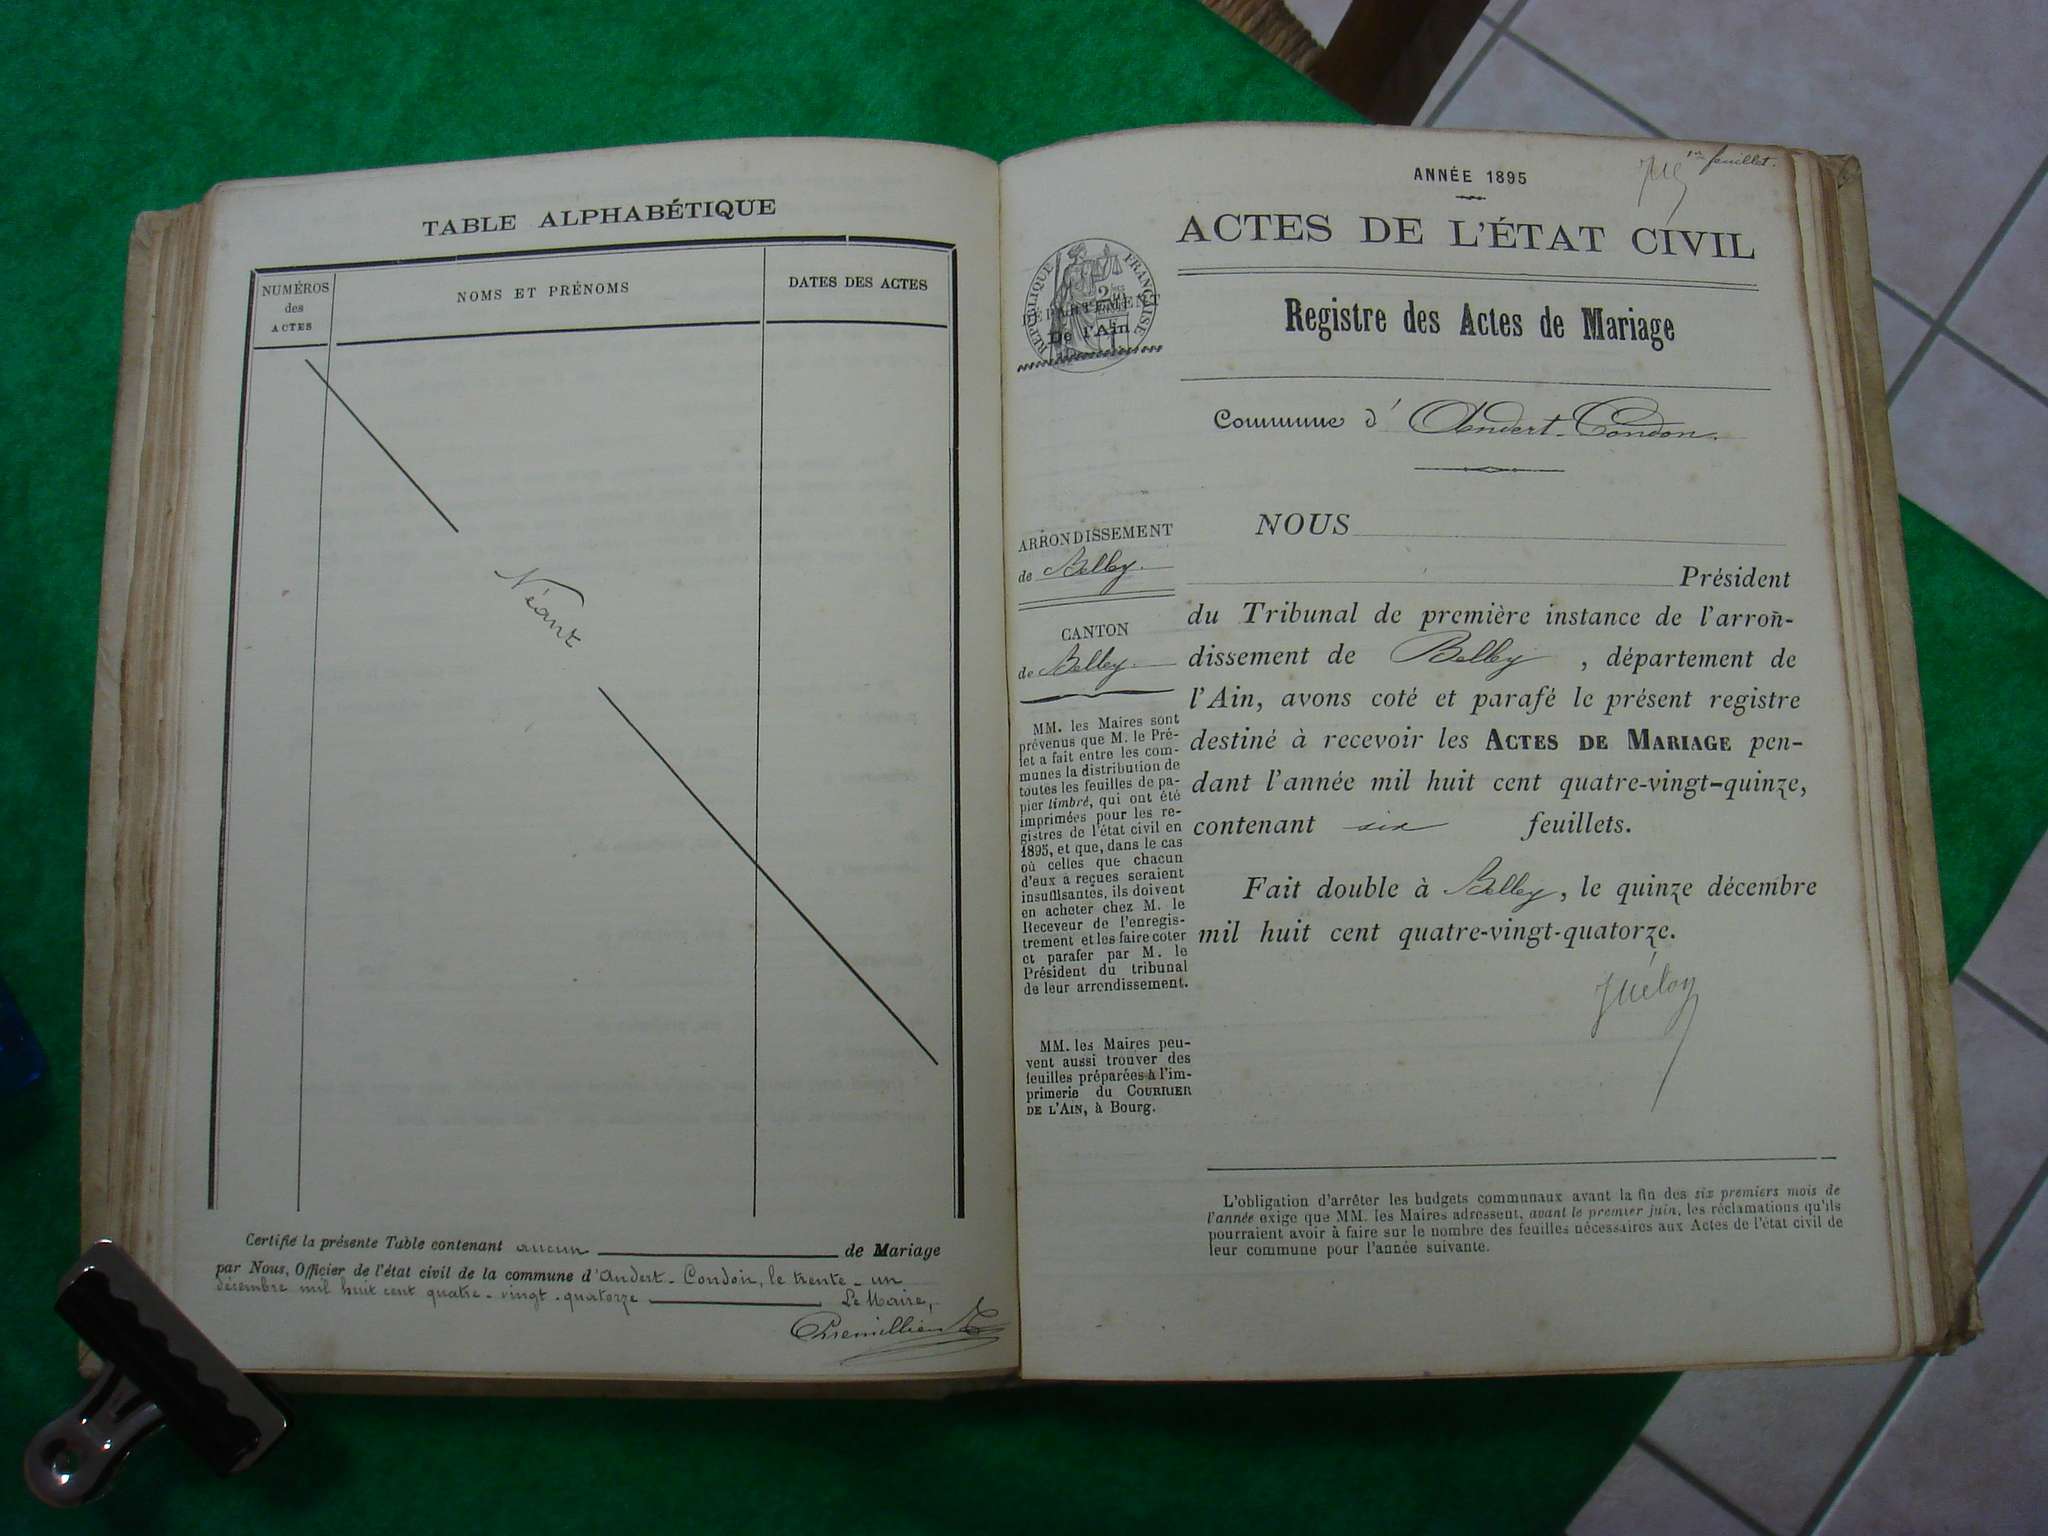 TABLE ALPHABÉTIQUE
NUMÉROS
des
ACTES
NOMS ET PRÉNOMS
DATES DES ACTES
Néant
Certifié la présente Table contenant aucun de Mariage
par Nous, Officier de l'état civil de la commune d'Andert-Condon, le trente-un
décembre mil huit cent quatre-vingt-quatorze Le Maire,
1er feuillet.
ANNÉE 1895
ACTES DE L'ÉTAT CIVIL
RÉPUBLIQUE FRANÇAISE
DÉPARTEMENT
De l'Ain
Registre des Actes de Mariage
Commune d'Andert-Condon.
ARRONDISSEMENT
de Belley.
CANTON
de Belley.
MM. les Maires sont
prévenus que M. le Pré-
fet a fait entre les com-
munes la distribution de
toutes les feuilles de pa-
pier timbré, qui ont été
imprimées pour les re-
gistres de l'état civil en
1895, et que, dans le cas
où celles que chacun
d'eux a reçues seraient
insuffisantes, ils doivent
en acheter chez M. le
Receveur de l'enregis-
trement et les faire coter
et parafer par M. le
Président du tribunal
de leur arrondissement.
MM. les Maires peu-
vent aussi trouver des
feuilles préparées à l'im-
primerie du COURRIER
DE L'AIN, à Bourg.
NOUS
Président
du Tribunal de première instance de l'arron-
dissement de Belley, département de
l'Ain, avons coté et parafé le présent registre
destiné à recevoir les ACTES DE MARIAGE pen-
dant l'année mil huit cent quatre-vingt-quinze,
contenant six feuillets.
Fait double à Belley, le quinze décembre
mil huit cent quatre-vingt-quatorze.
L'obligation d'arrêter les budgets communaux avant la fin des six premiers mois de
l'année exige que MM. les Maires adressent, avant le premier juin, les réclamations qu'ils
pourraient avoir à faire sur le nombre des feuilles nécessaires aux Actes de l'état civil de
leur commune pour l'année suivante.